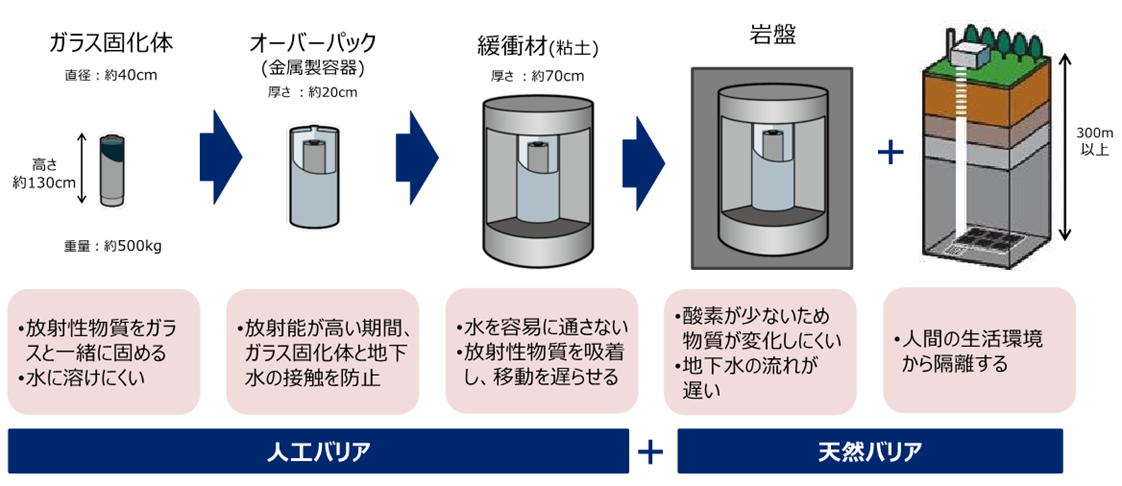 ガラス固化体
直径：約40cm
高さ
約130cm
重量：約500kg
オーバーパック
(金属製容器)
厚さ：約20cm
緩衝材(粘土)
厚さ：約70cm
岩盤
+
300m
以上
•放射性物質をガラ
スと一緒に固める
•水に溶けにくい
•放射能が高い期間、
ガラス固化体と地下
水の接触を防止
•水を容易に通さない
•放射性物質を吸着
し、移動を遅らせる
•酸素が少ないため
物質が変化しにくい
•地下水の流れが
遅い
•人間の生活環境
から隔離する
人工バリア
+
天然バリア